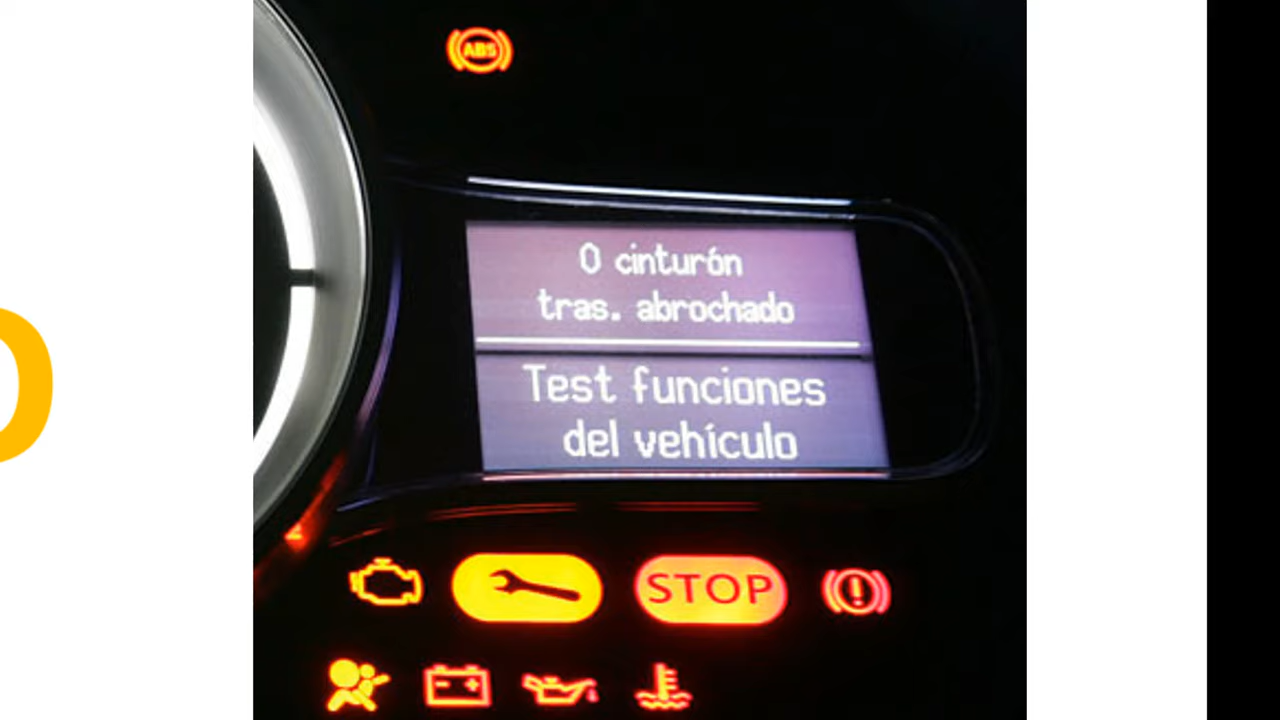 ABS
0 cinturón
tras. abrochado
Test funciones
del vehículo
STOP